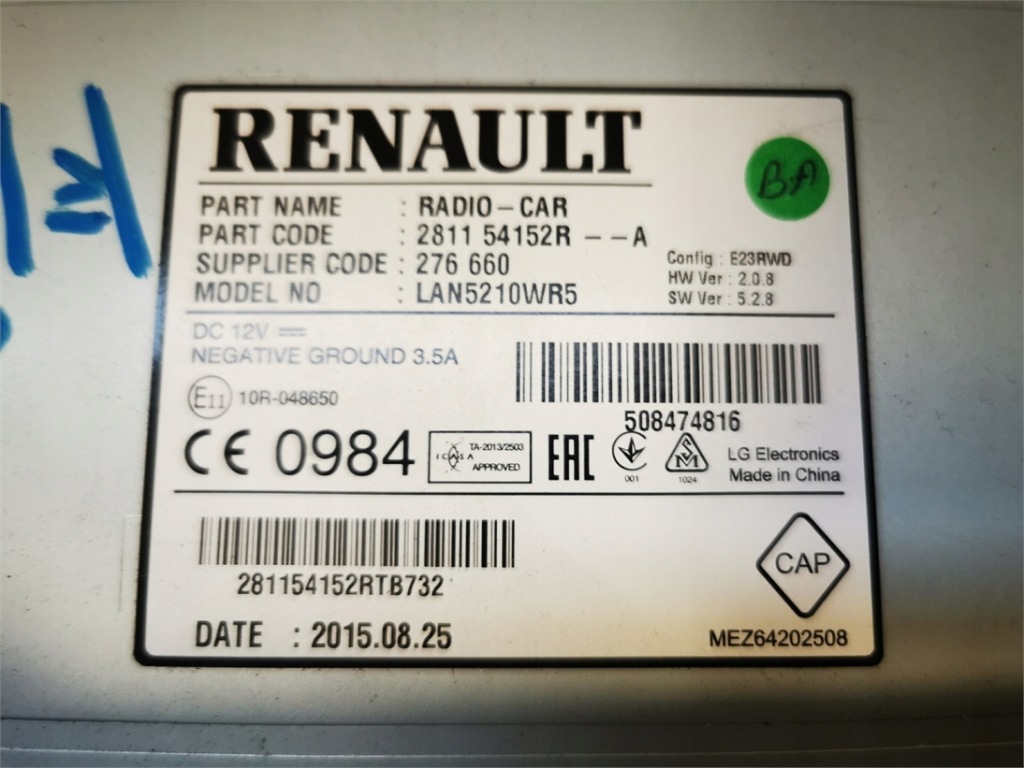 RENAULT
BA
PART NAME : RADIO-CAR
PART CODE : 2811 54152R --A
SUPPLIER CODE : 276 660
MODEL NO : LAN5210WR5
Config : E23RWD
HW Ver : 2.0.8
SW Ver : 5.2.8
DC 12V
NEGATIVE GROUND 3.5A
E11 10R-048650
508474816
CE 0984
ICASA
TA-2013/2503
APPROVED
EAC
001
SM
1024
LG Electronics
Made in China
281154152RTB732
CAP
DATE : 2015.08.25
MEZ64202508